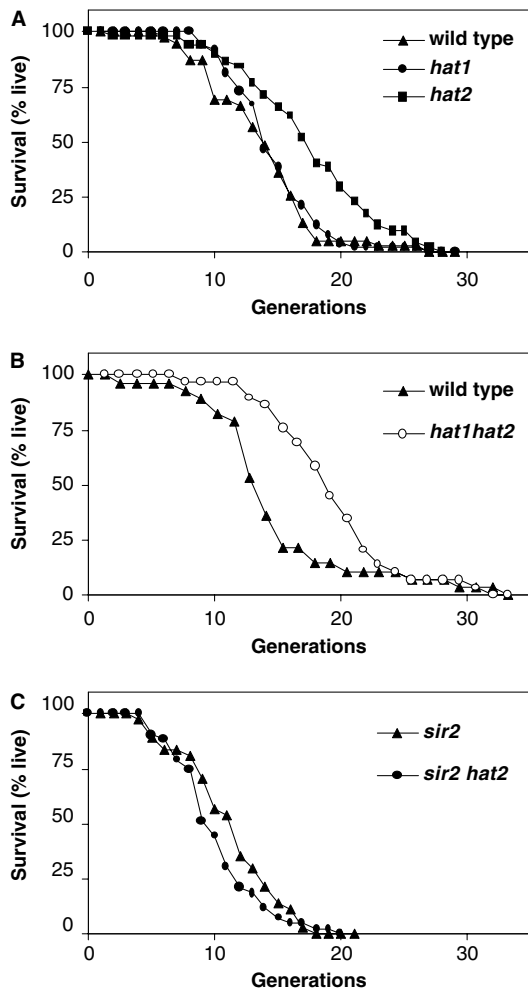 A
Survival (% live)
100
75
50
25
0
0
10
20
30
Generations
wild type
hat1
hat2
B
Survival (% live)
100
75
50
25
0
0
10
20
30
Generations
wild type
hat1hat2
C
Survival (% live)
100
75
50
25
0
0
10
20
30
Generations
sir2
sir2 hat2